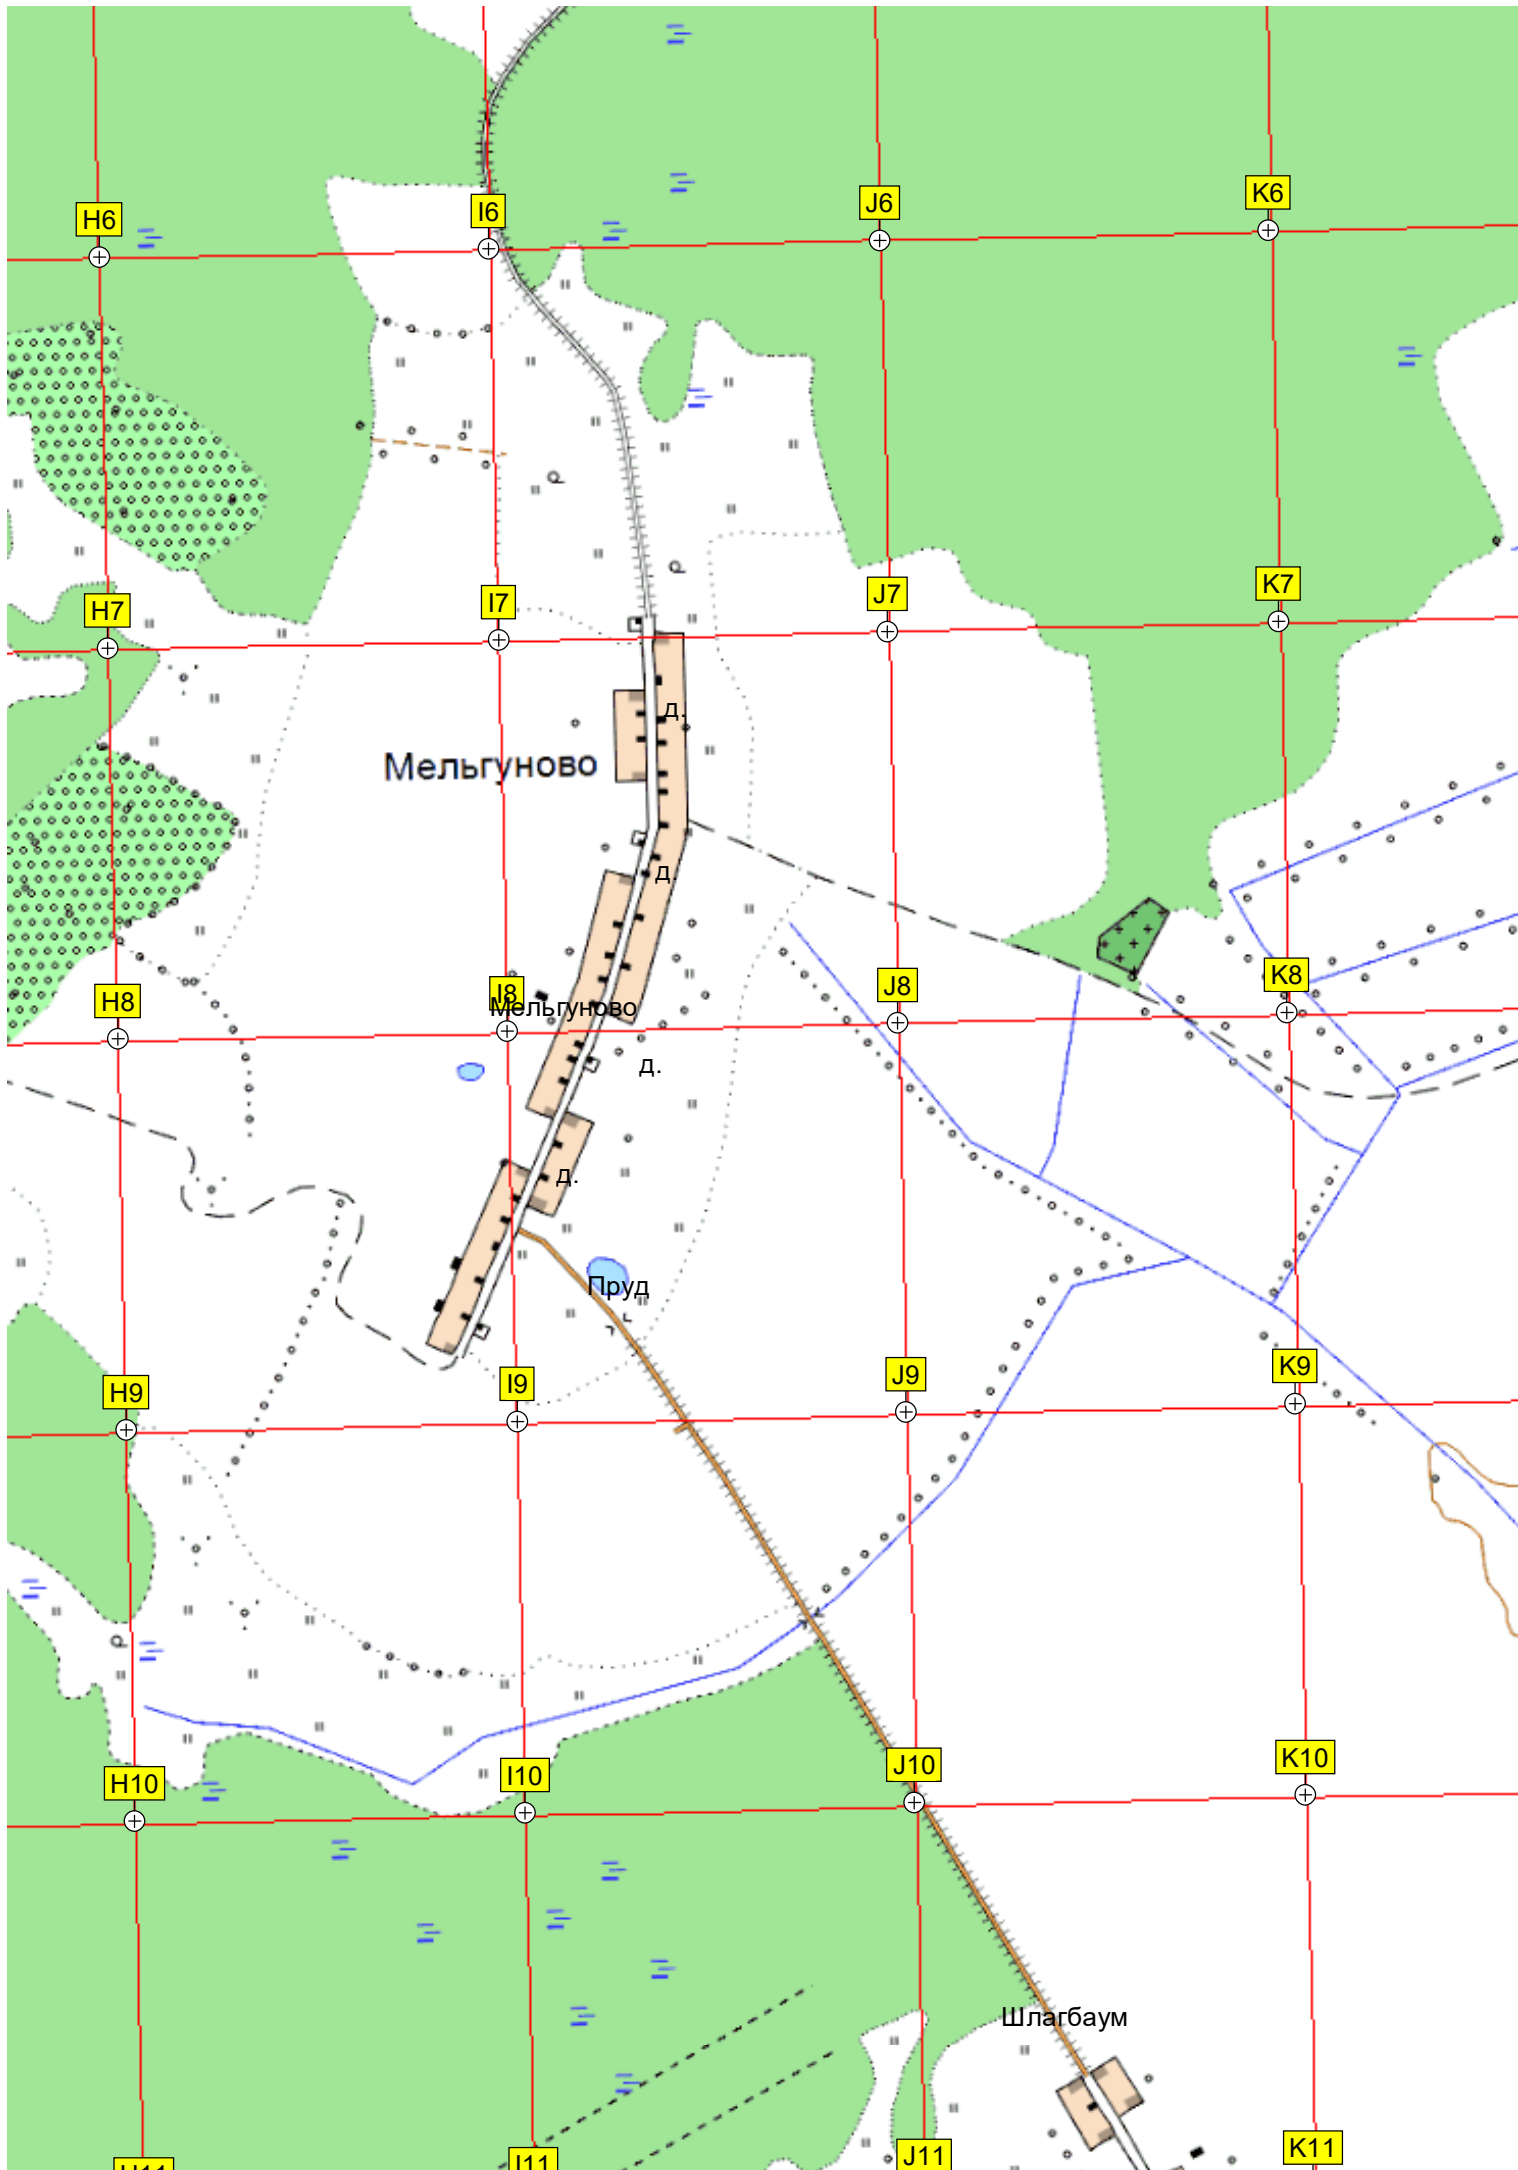 K6
J6
I6
H6
K7
J7
I7
H7
д.
Мельгуново
д.
K8
J8
I8
H8
Мельгуново
д.
д.
Пруд
K9
J9
I9
H9
K10
J10
I10
H10
Шлагбаум
K11
J11
I11
H11